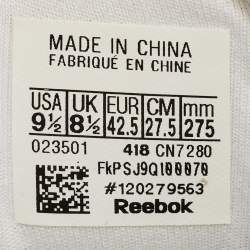 MADE IN CHINA
FABRIQUÉ EN CHINE
USA UK EUR CM mm
9½ 8½ 42.5 27.5 275
023501 418 CN7280
FkPSJ9Ql00070
#120279563
Reebok